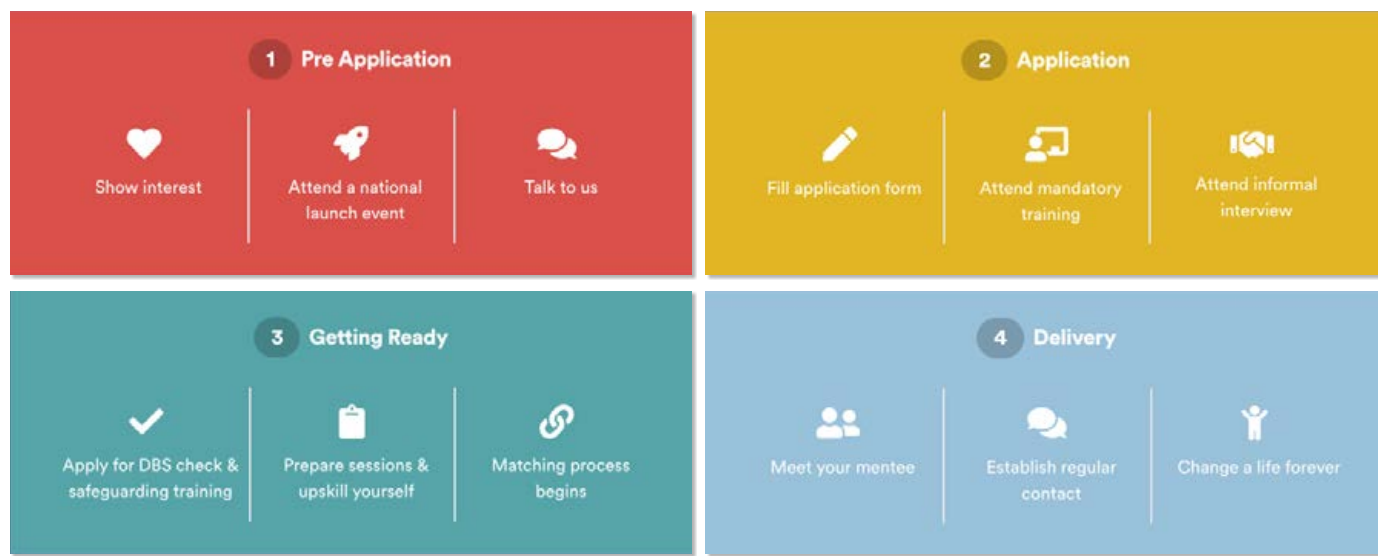 1 Pre Application
Show interest
Attend a national
launch event
Talk to us
2 Application
Fill application form
Attend mandatory
training
Attend informal
interview
3 Getting Ready
Apply for DBS check &
safeguarding training
Prepare sessions &
upskill yourself
Matching process
begins
4 Delivery
Meet your mentee
Establish regular
contact
Change a life forever